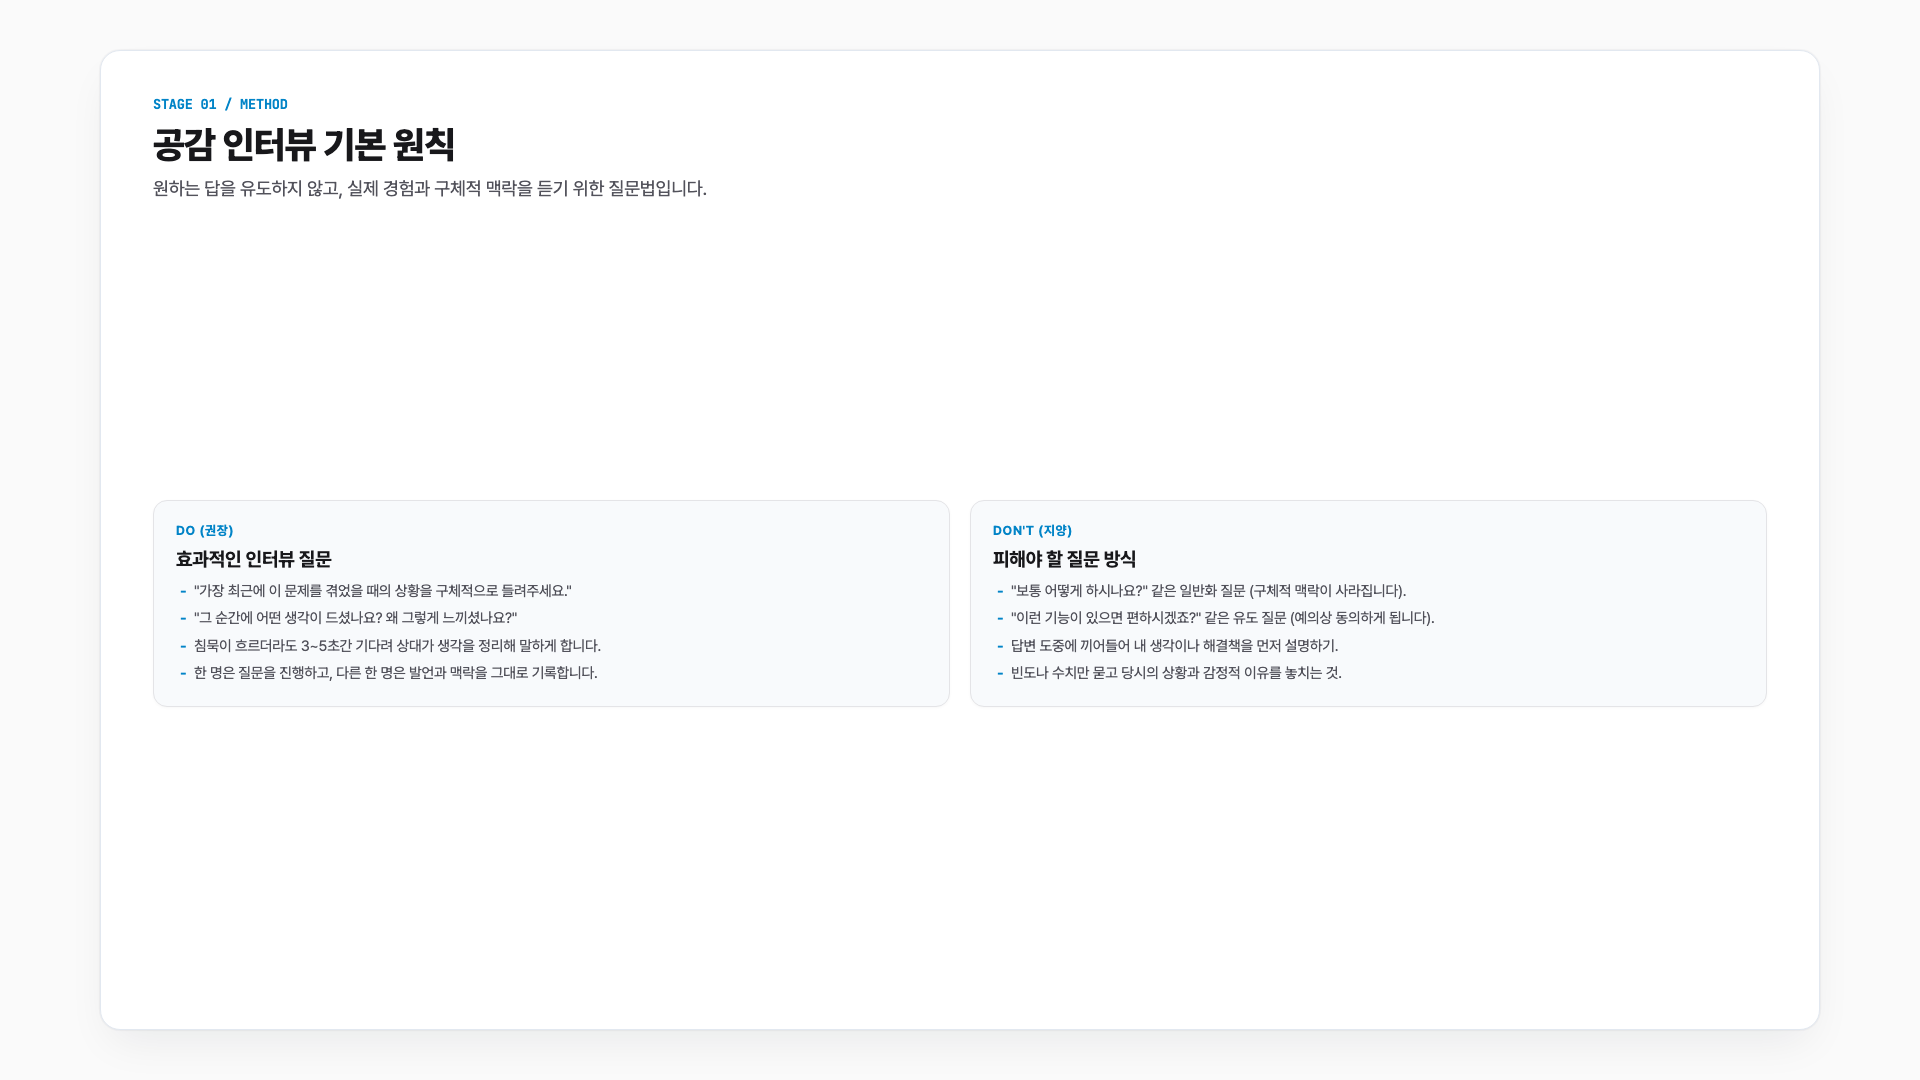 STAGE 01 / METHOD
공감 인터뷰 기본 원칙
원하는 답을 유도하지 않고, 실제 경험과 구체적 맥락을 듣기 위한 질문법입니다.
DO (권장)
효과적인 인터뷰 질문
- "가장 최근에 이 문제를 겪었을 때의 상황을 구체적으로 들려주세요."
- "그 순간에 어떤 생각이 드셨나요? 왜 그렇게 느끼셨나요?"
- 침묵이 흐르더라도 3~5초간 기다려 상대가 생각을 정리해 말하게 합니다.
- 한 명은 질문을 진행하고, 다른 한 명은 발언과 맥락을 그대로 기록합니다.
DON'T (지양)
피해야 할 질문 방식
- "보통 어떻게 하시나요?" 같은 일반화 질문 (구체적 맥락이 사라집니다).
- "이런 기능이 있으면 편하시겠죠?" 같은 유도 질문 (예의상 동의하게 됩니다).
- 답변 도중에 끼어들어 내 생각이나 해결책을 먼저 설명하기.
- 빈도나 수치만 묻고 당시의 상황과 감정적 이유를 놓치는 것.